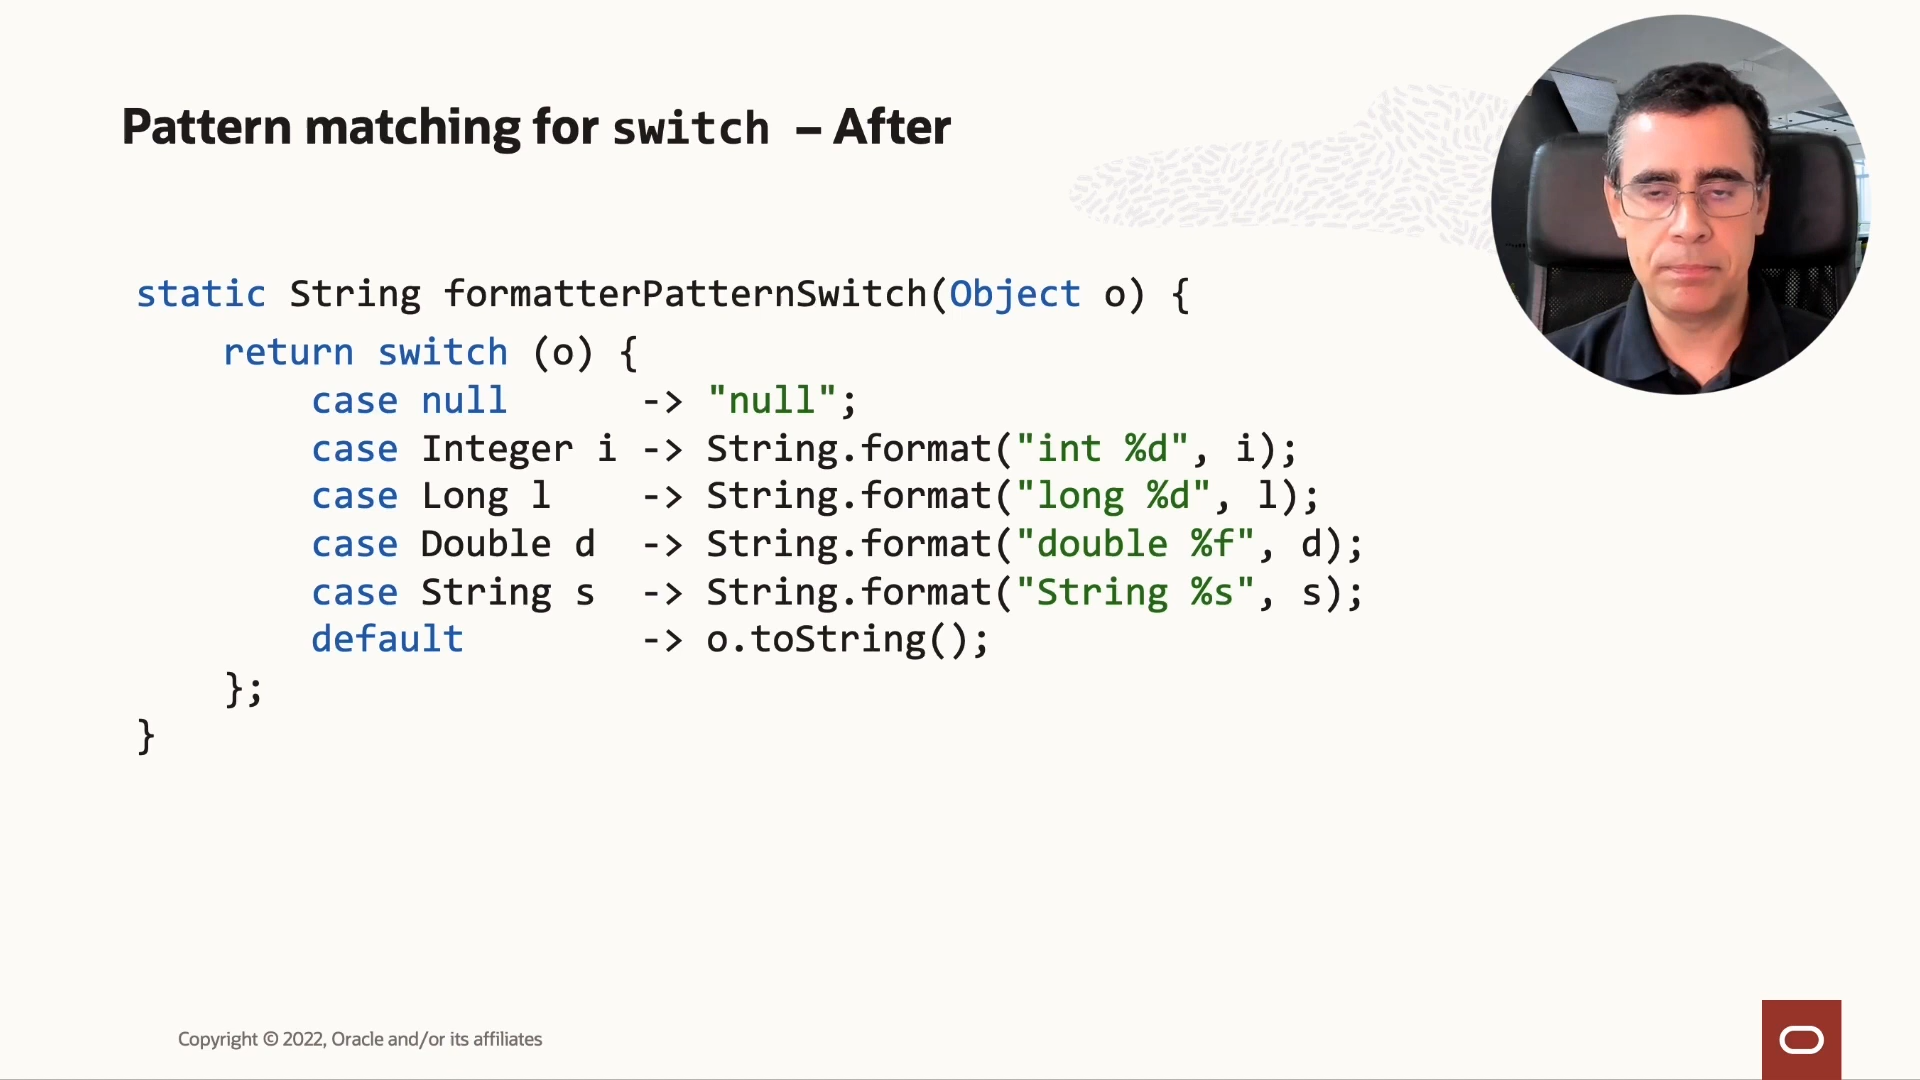 Pattern matching for switch – After
static String formatterPatternSwitch(Object o) {
    return switch (o) {
        case null      -> "null";
        case Integer i -> String.format("int %d", i);
        case Long l    -> String.format("long %d", l);
        case Double d  -> String.format("double %f", d);
        case String s  -> String.format("String %s", s);
        default        -> o.toString();
    };
}
Copyright © 2022, Oracle and/or its affiliates